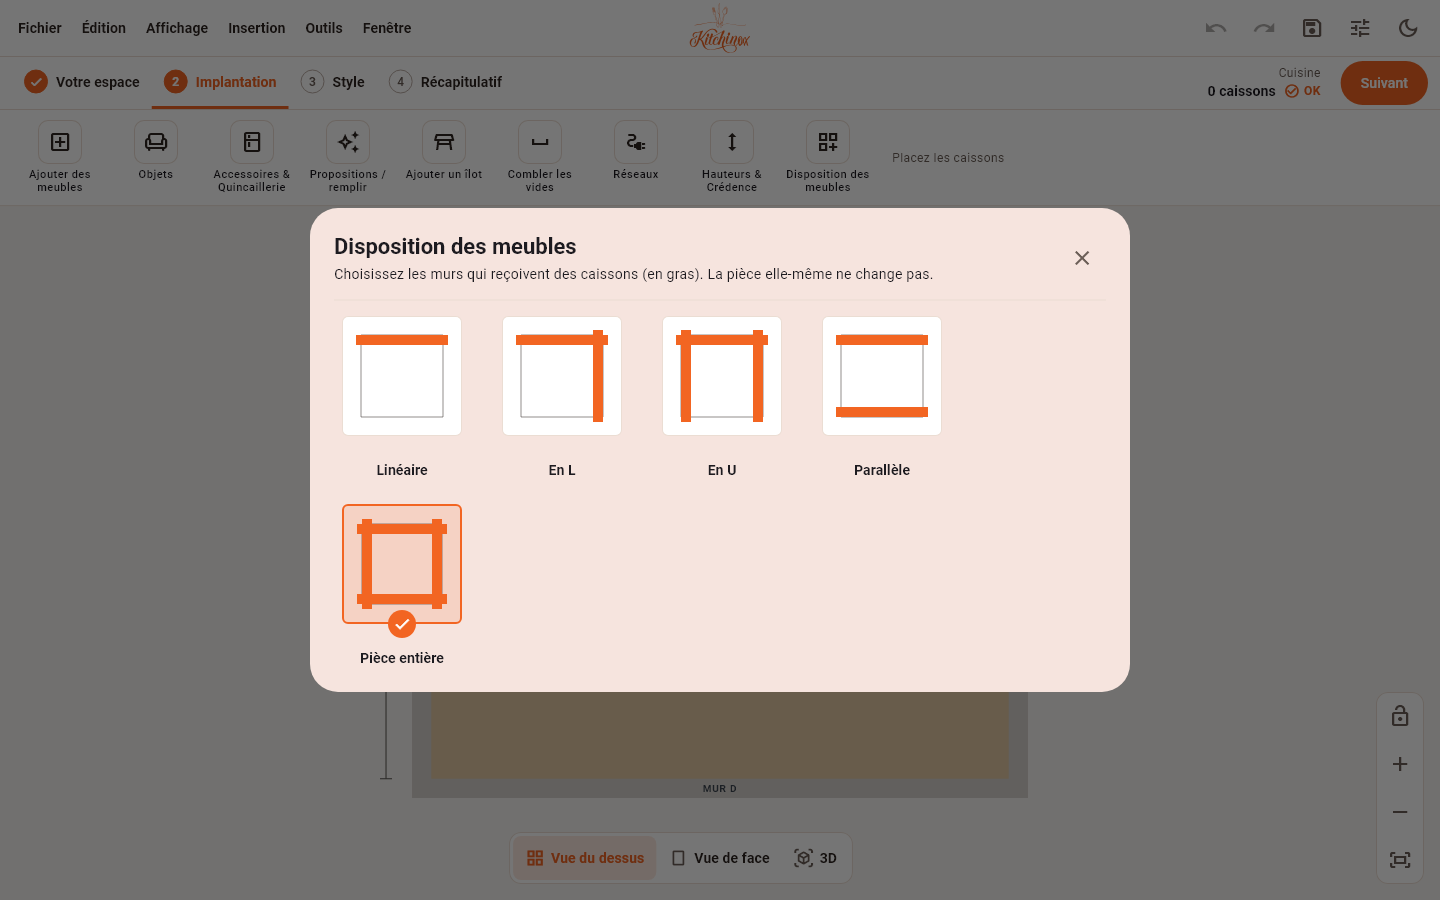 Fichier Édition Affichage Insertion Outils Fenêtre
Kitchinox
Votre espace 2 Implantation 3 Style 4 Récapitulatif
Cuisine
0 caissons OK
Suivant
Ajouter des meubles
Objets
Accessoires & Quincaillerie
Propositions / remplir
Ajouter un îlot
Combler les vides
Réseaux
Hauteurs & Crédence
Disposition des meubles
Placez les caissons
Disposition des meubles
Choisissez les murs qui reçoivent des caissons (en gras). La pièce elle-même ne change pas.
Linéaire
En L
En U
Parallèle
Pièce entière
MUR D
Vue du dessus
Vue de face
3D